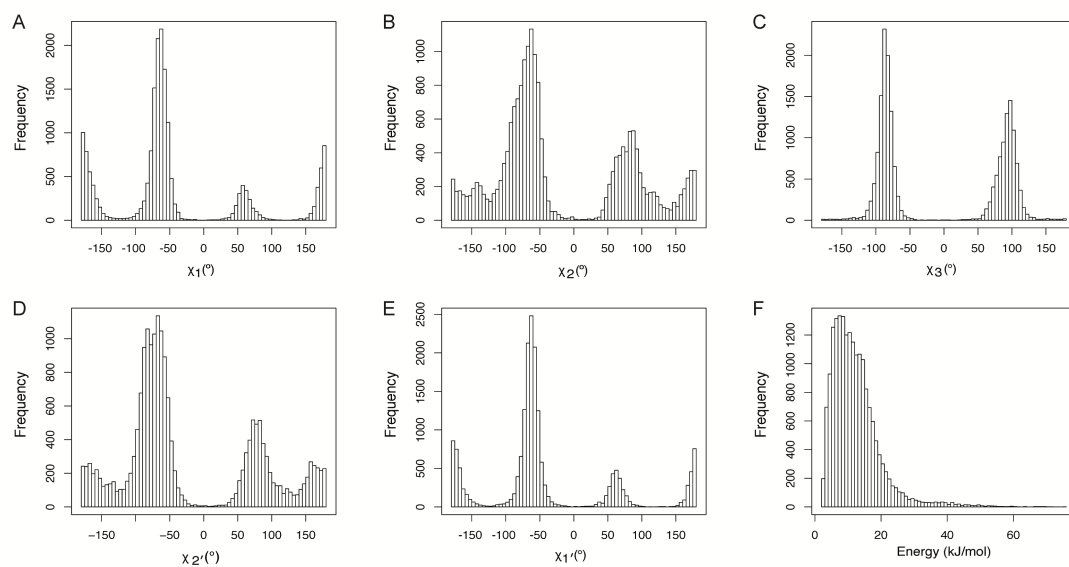 A
Frequency
0 500 1000 1500 2000
-150 -100 -50 0 50 100 150
χ1(º)
B
Frequency
0 200 400 600 800 1000
-150 -100 -50 0 50 100 150
χ2(º)
C
Frequency
0 500 1000 1500 2000
-150 -100 -50 0 50 100 150
χ3(º)
D
Frequency
0 200 400 600 800 1000
-150 -100 -50 0 50 100 150
χ2′(º)
E
Frequency
0 500 1000 1500 2000 2500
-150 -100 -50 0 50 100 150
χ1′(º)
F
Frequency
0 200 400 600 800 1000 1200
0 20 40 60
Energy (kJ/mol)